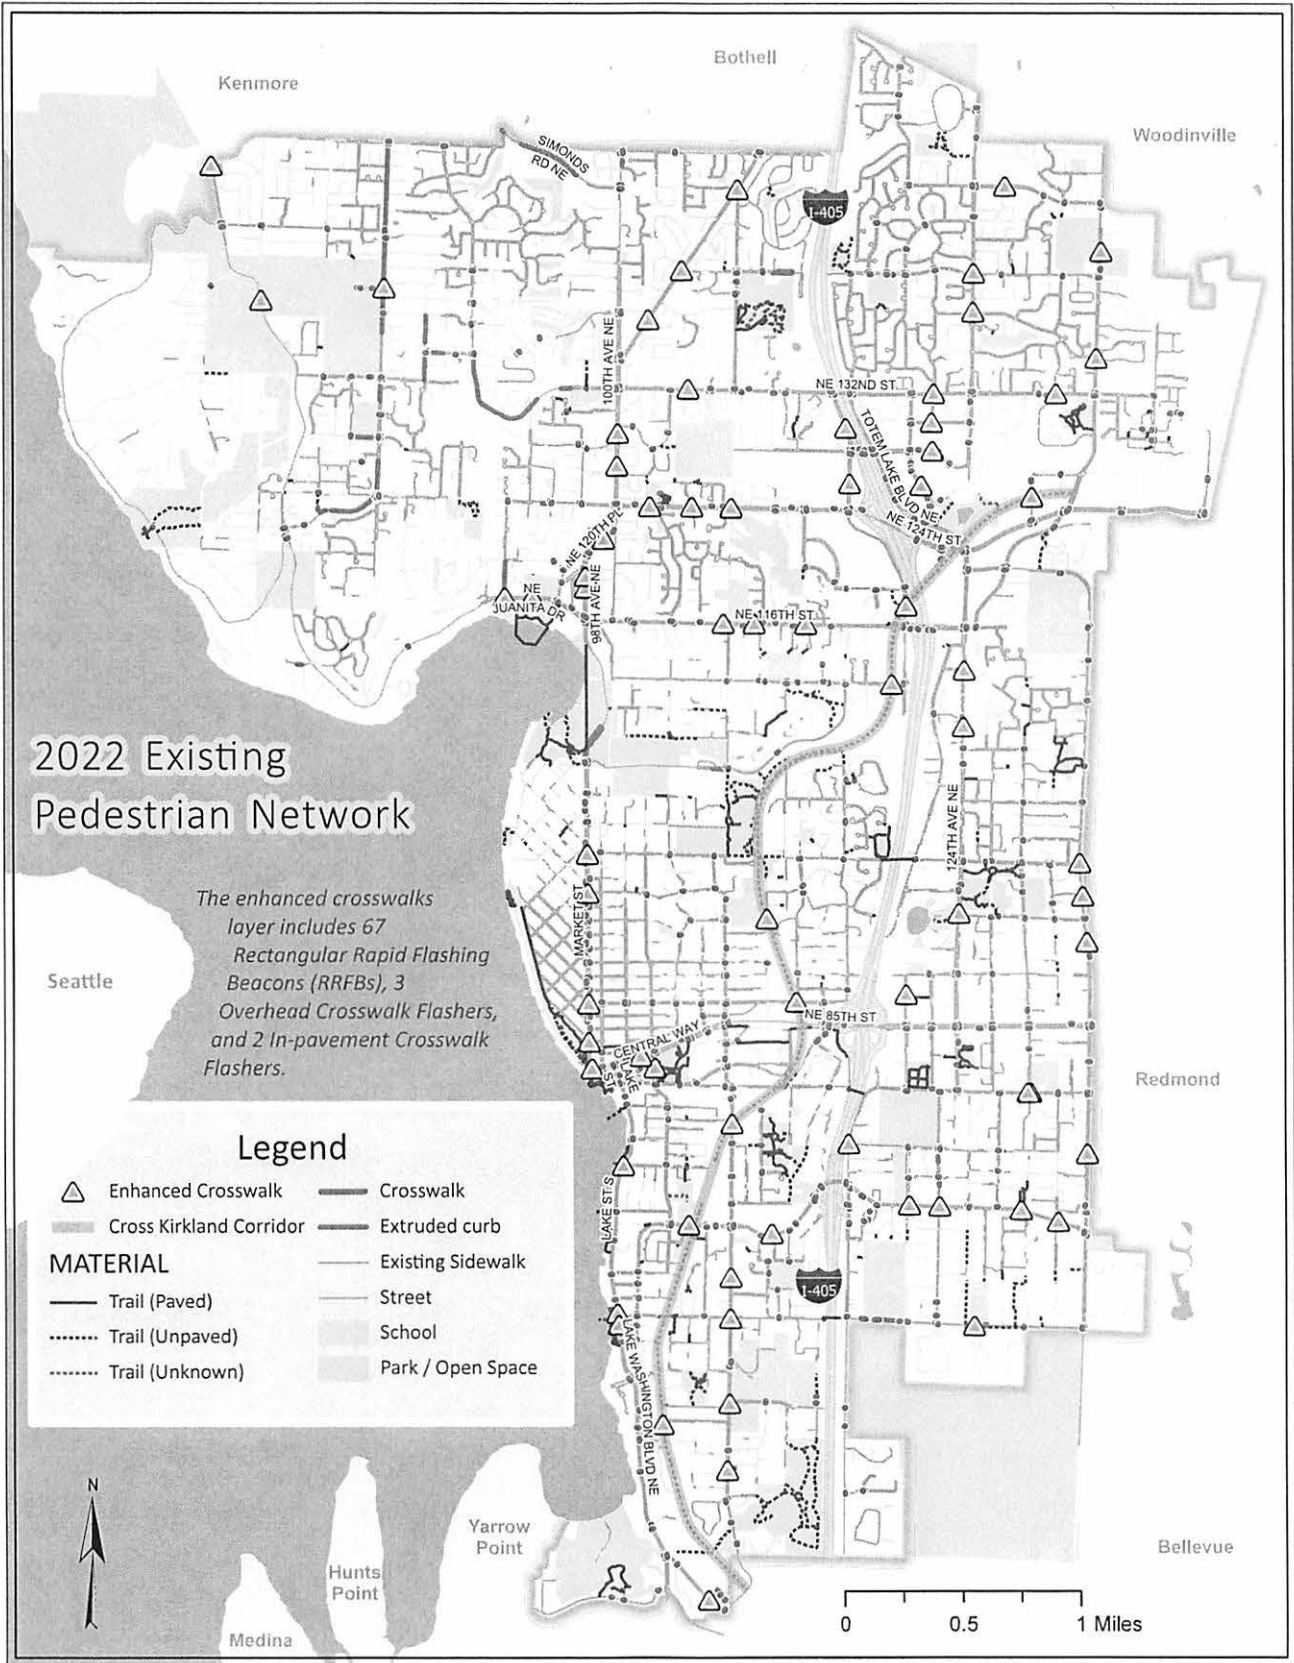 Kenmore
Bothell
Woodinville
SIMONDS
RD NE
I-405
100TH AVE NE
NE 132ND ST
TOTEM LAKE BLVD NE
NE 124TH ST
NE 120TH PL
98TH AVE NE
NE
JUANITA DR
NE 116TH ST
2022 Existing
Pedestrian Network
124TH AVE NE
The enhanced crosswalks
layer includes 67
Rectangular Rapid Flashing
Beacons (RRFBs), 3
Overhead Crosswalk Flashers,
and 2 In-pavement Crosswalk
Flashers.
MARKET ST
Seattle
NE 85TH ST
CENTRAL WAY
LAKE
ST
Redmond
Legend
Enhanced Crosswalk
Cross Kirkland Corridor
MATERIAL
Trail (Paved)
Trail (Unpaved)
Trail (Unknown)
Crosswalk
Extruded curb
Existing Sidewalk
Street
School
Park / Open Space
LAKE ST S
I-405
LAKE WASHINGTON BLVD NE
N
Yarrow
Point
Hunts
Point
Medina
Bellevue
0 0.5 1 Miles